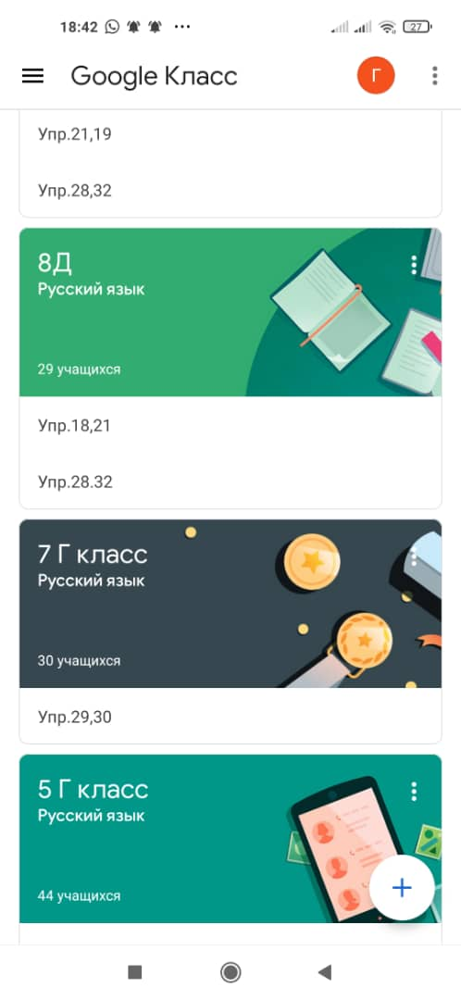 18:42
27
Google Класс
Г
Упр.21,19
Упр.28,32
8Д
Русский язык
29 учащихся
Упр.18,21
Упр.28.32
7 Г класс
Русский язык
30 учащихся
Упр.29,30
5 Г класс
Русский язык
44 учащихся